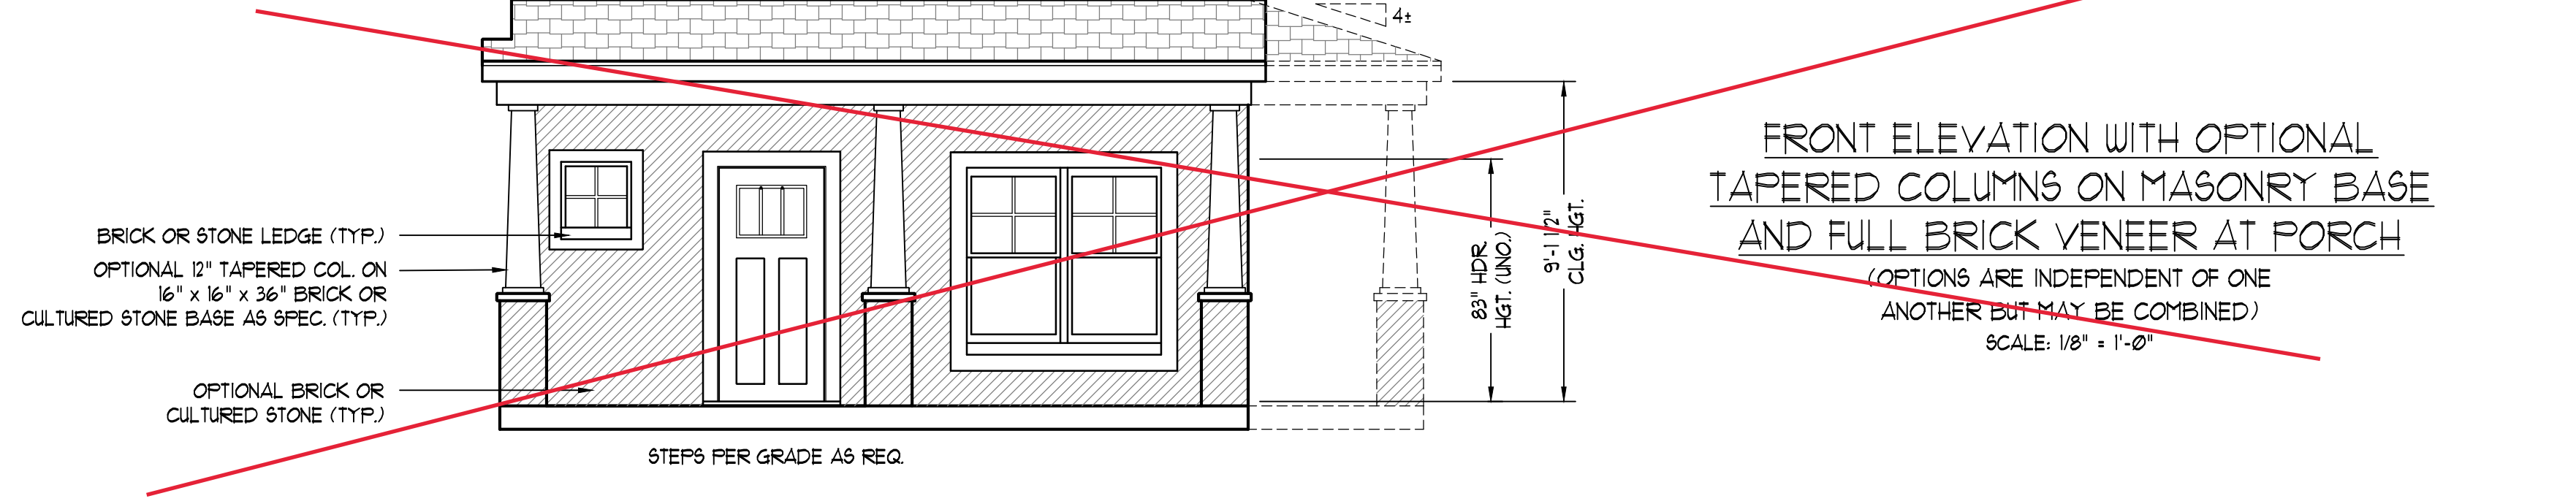 4±
FRONT ELEVATION WITH OPTIONAL
TAPERED COLUMNS ON MASONRY BASE
AND FULL BRICK VENEER AT PORCH
(OPTIONS ARE INDEPENDENT OF ONE
ANOTHER BUT MAY BE COMBINED)
SCALE: 1/8" = 1'-0"
BRICK OR STONE LEDGE (TYP.)
OPTIONAL 12" TAPERED COL. ON
16" x 16" x 36" BRICK OR
CULTURED STONE BASE AS SPEC. (TYP.)
OPTIONAL BRICK OR
CULTURED STONE (TYP.)
83" HDR
HGT. (UNO.)
9'-1 1/2"
CLG. HGT.
STEPS PER GRADE AS REQ.